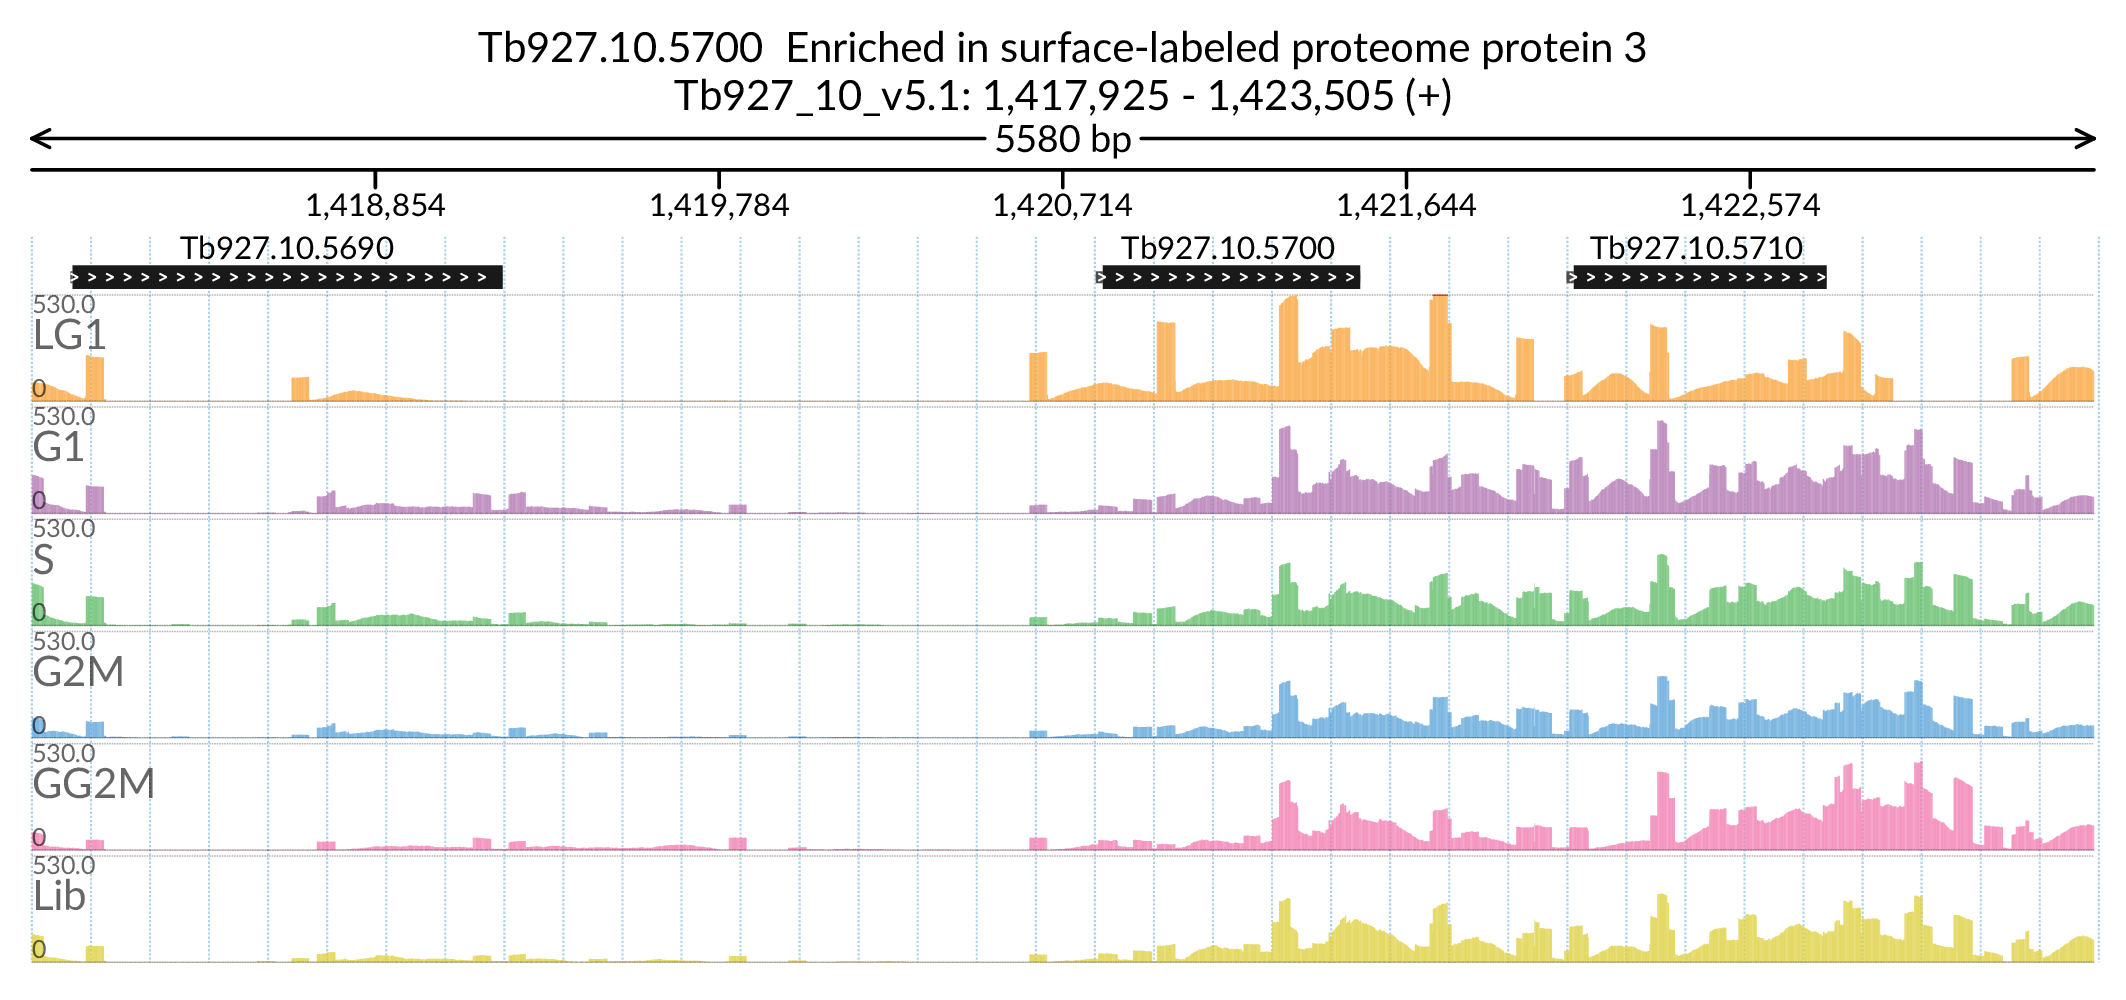 Tb927.10.5700  Enriched in surface-labeled proteome protein 3
Tb927_10_v5.1: 1,417,925 - 1,423,505 (+)
5580 bp
1,418,854 1,419,784 1,420,714 1,421,644 1,422,574
Tb927.10.5690 Tb927.10.5700 Tb927.10.5710
530.0
LG1
0
530.0
G1
0
530.0
S
0
530.0
G2M
0
530.0
GG2M
0
530.0
Lib
0